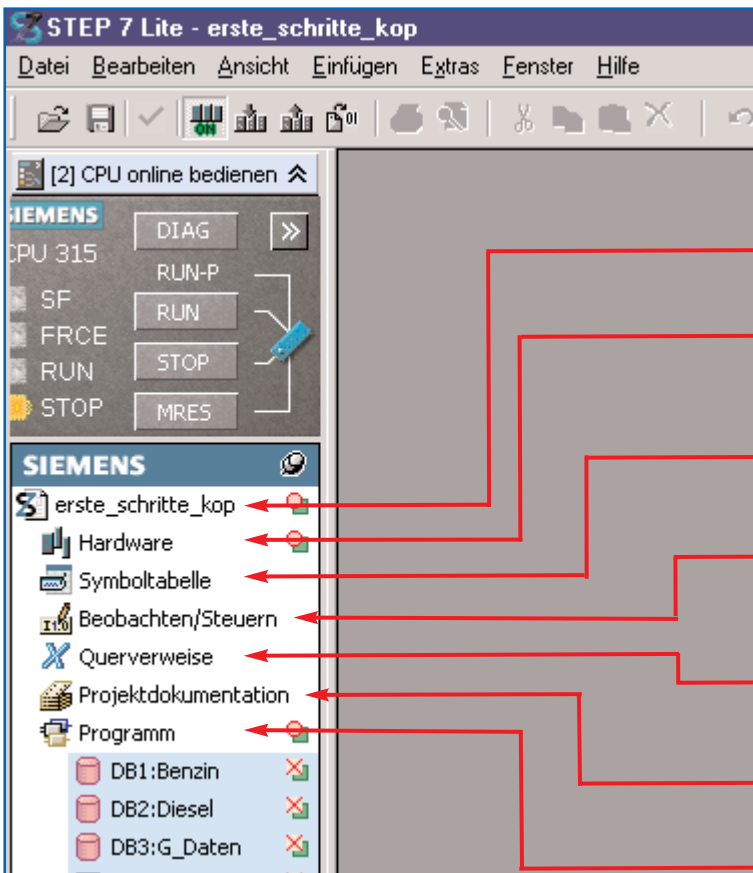 STEP 7 Lite - erste_schritte_kop
Datei Bearbeiten Ansicht Einfügen Extras Fenster Hilfe
ON
[2] CPU online bedienen
SIEMENS
CPU 315
DIAG
RUN-P
SF
RUN
FRCE
RUN
STOP
STOP
MRES
SIEMENS
erste_schritte_kop
Hardware
Symboltabelle
Beobachten/Steuern
Querverweise
Projektdokumentation
Programm
DB1:Benzin
DB2:Diesel
DB3:G_Daten